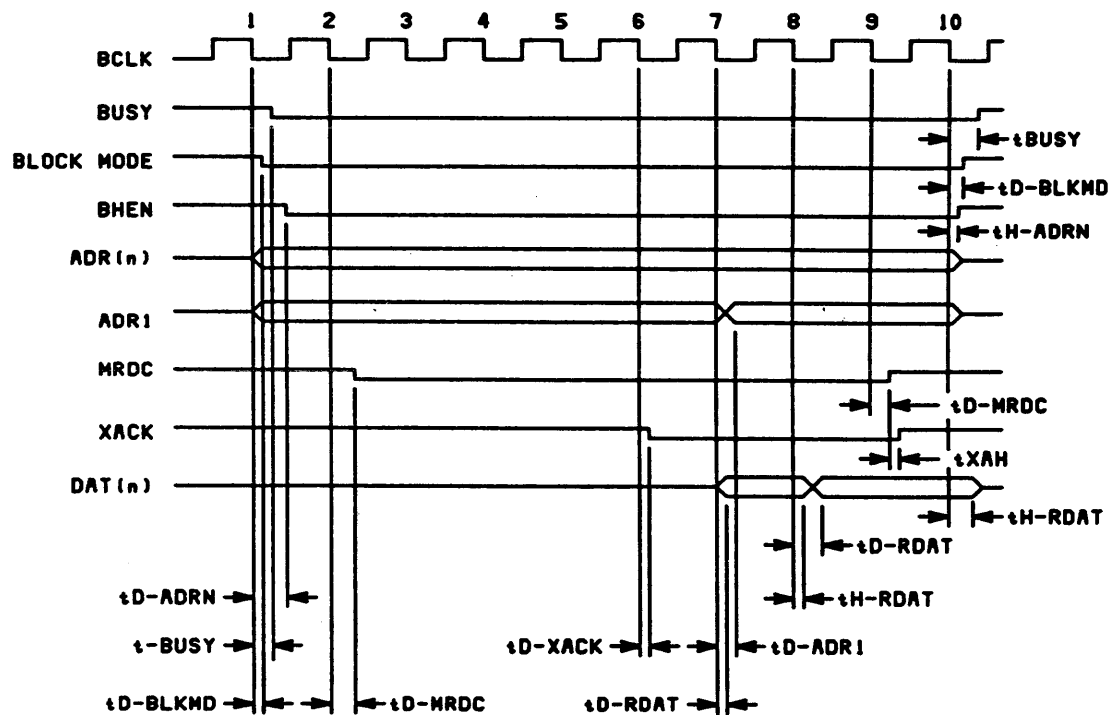 1 2 3 4 5 6 7 8 9 10
BCLK
BUSY
tBUSY
BLOCK MODE
tD-BLKMD
BHEN
tH-ADRN
ADR(n)
ADR1
MRDC
tD-MRDC
XACK
tXAH
DAT(n)
tH-RDAT
tD-RDAT
tD-ADRN
tH-RDAT
t-BUSY
tD-XACK
tD-ADR1
tD-BLKMD
tD-MRDC
tD-RDAT